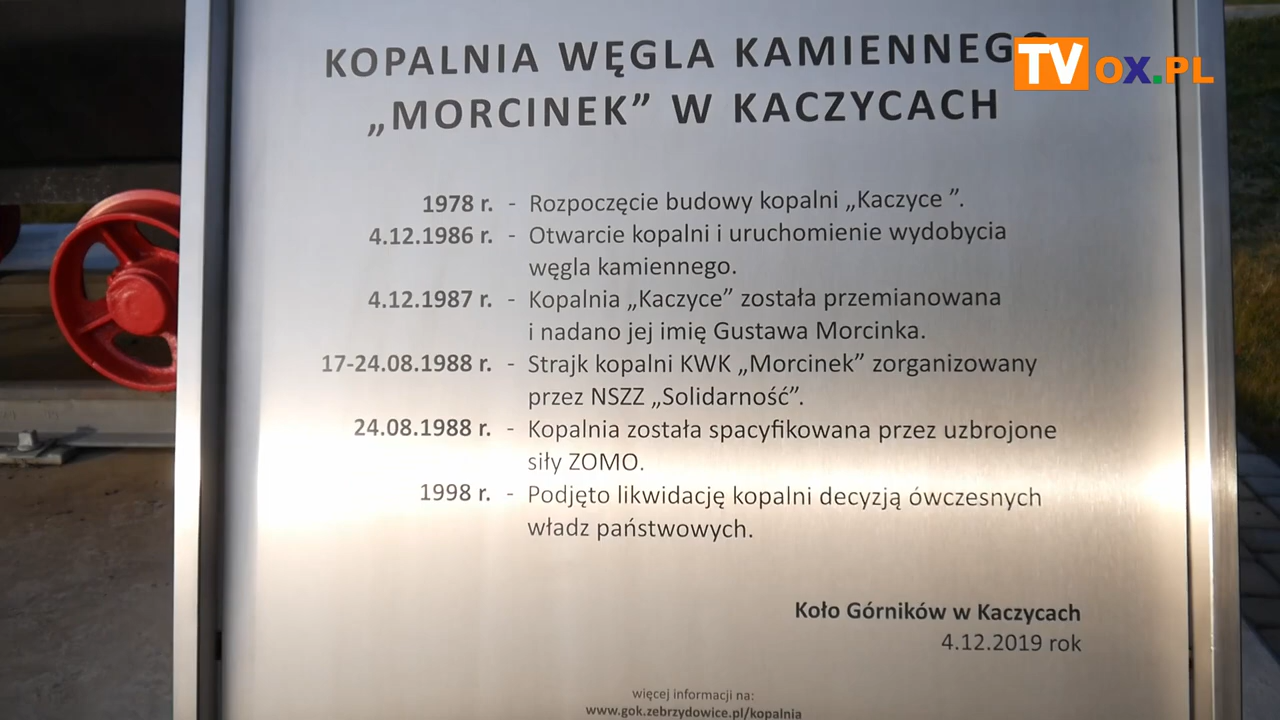 KOPALNIA WĘGLA KAMIENNEGO
„MORCINEK” W KACZYCACH
TVOX.PL
1978 r. - Rozpoczęcie budowy kopalni „Kaczyce ”.
4.12.1986 r. - Otwarcie kopalni i uruchomienie wydobycia
węgla kamiennego.
4.12.1987 r. - Kopalnia „Kaczyce” została przemianowana
i nadano jej imię Gustawa Morcinka.
17-24.08.1988 r. - Strajk kopalni KWK „Morcinek” zorganizowany
przez NSZZ „Solidarność”.
24.08.1988 r. - Kopalnia została spacyfikowana przez uzbrojone
siły ZOMO.
1998 r. - Podjęto likwidację kopalni decyzją ówczesnych
władz państwowych.
Koło Górników w Kaczycach
4.12.2019 rok
więcej informacji na:
www.gok.zebrzydowice.pl/kopalnia